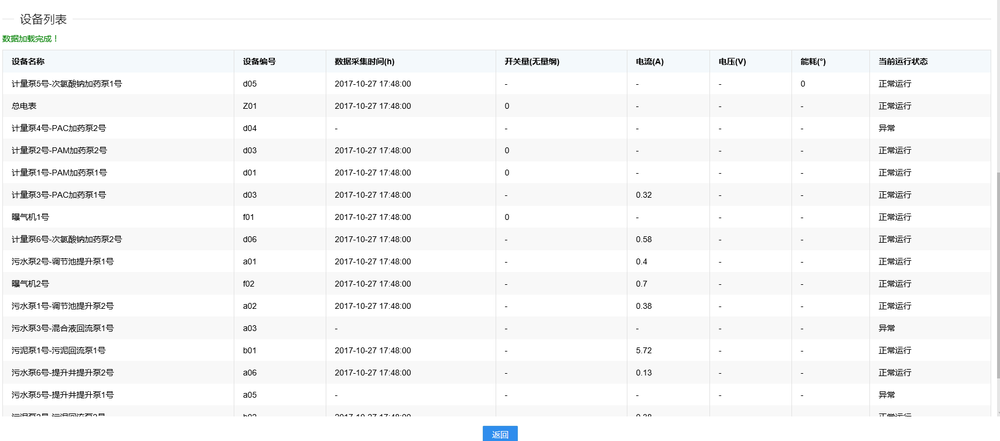 设备列表
数据加载完成！
设备名称 设备编号 数据采集时间(h) 开关量(无量纲) 电流(A) 电压(V) 能耗(°) 当前运行状态
计量泵5号-次氯酸钠加药泵1号 d05 2017-10-27 17:48:00 - - - 0 正常运行
总电表 Z01 2017-10-27 17:48:00 0 - - - 正常运行
计量泵4号-PAC加药泵2号 d04 - - - - - 异常
计量泵2号-PAM加药泵2号 d03 2017-10-27 17:48:00 0 - - - 正常运行
计量泵1号-PAM加药泵1号 d01 2017-10-27 17:48:00 0 - - - 正常运行
计量泵3号-PAC加药泵1号 d03 2017-10-27 17:48:00 - 0.32 - - 正常运行
曝气机1号 f01 2017-10-27 17:48:00 0 - - - 正常运行
计量泵6号-次氯酸钠加药泵2号 d06 2017-10-27 17:48:00 - 0.58 - - 正常运行
污水泵2号-调节池提升泵1号 a01 2017-10-27 17:48:00 - 0.4 - - 正常运行
曝气机2号 f02 2017-10-27 17:48:00 - 0.7 - - 正常运行
污水泵1号-调节池提升泵2号 a02 2017-10-27 17:48:00 - 0.38 - - 正常运行
污水泵3号-混合液回流泵1号 a03 - - - - - 异常
污泥泵1号-污泥回流泵1号 b01 2017-10-27 17:48:00 - 5.72 - - 正常运行
污水泵6号-提升井提升泵2号 a06 2017-10-27 17:48:00 - 0.13 - - 正常运行
污水泵5号-提升井提升泵1号 a05 - - - - - 异常
2017-10-27 17:48:00 正常运行
返回